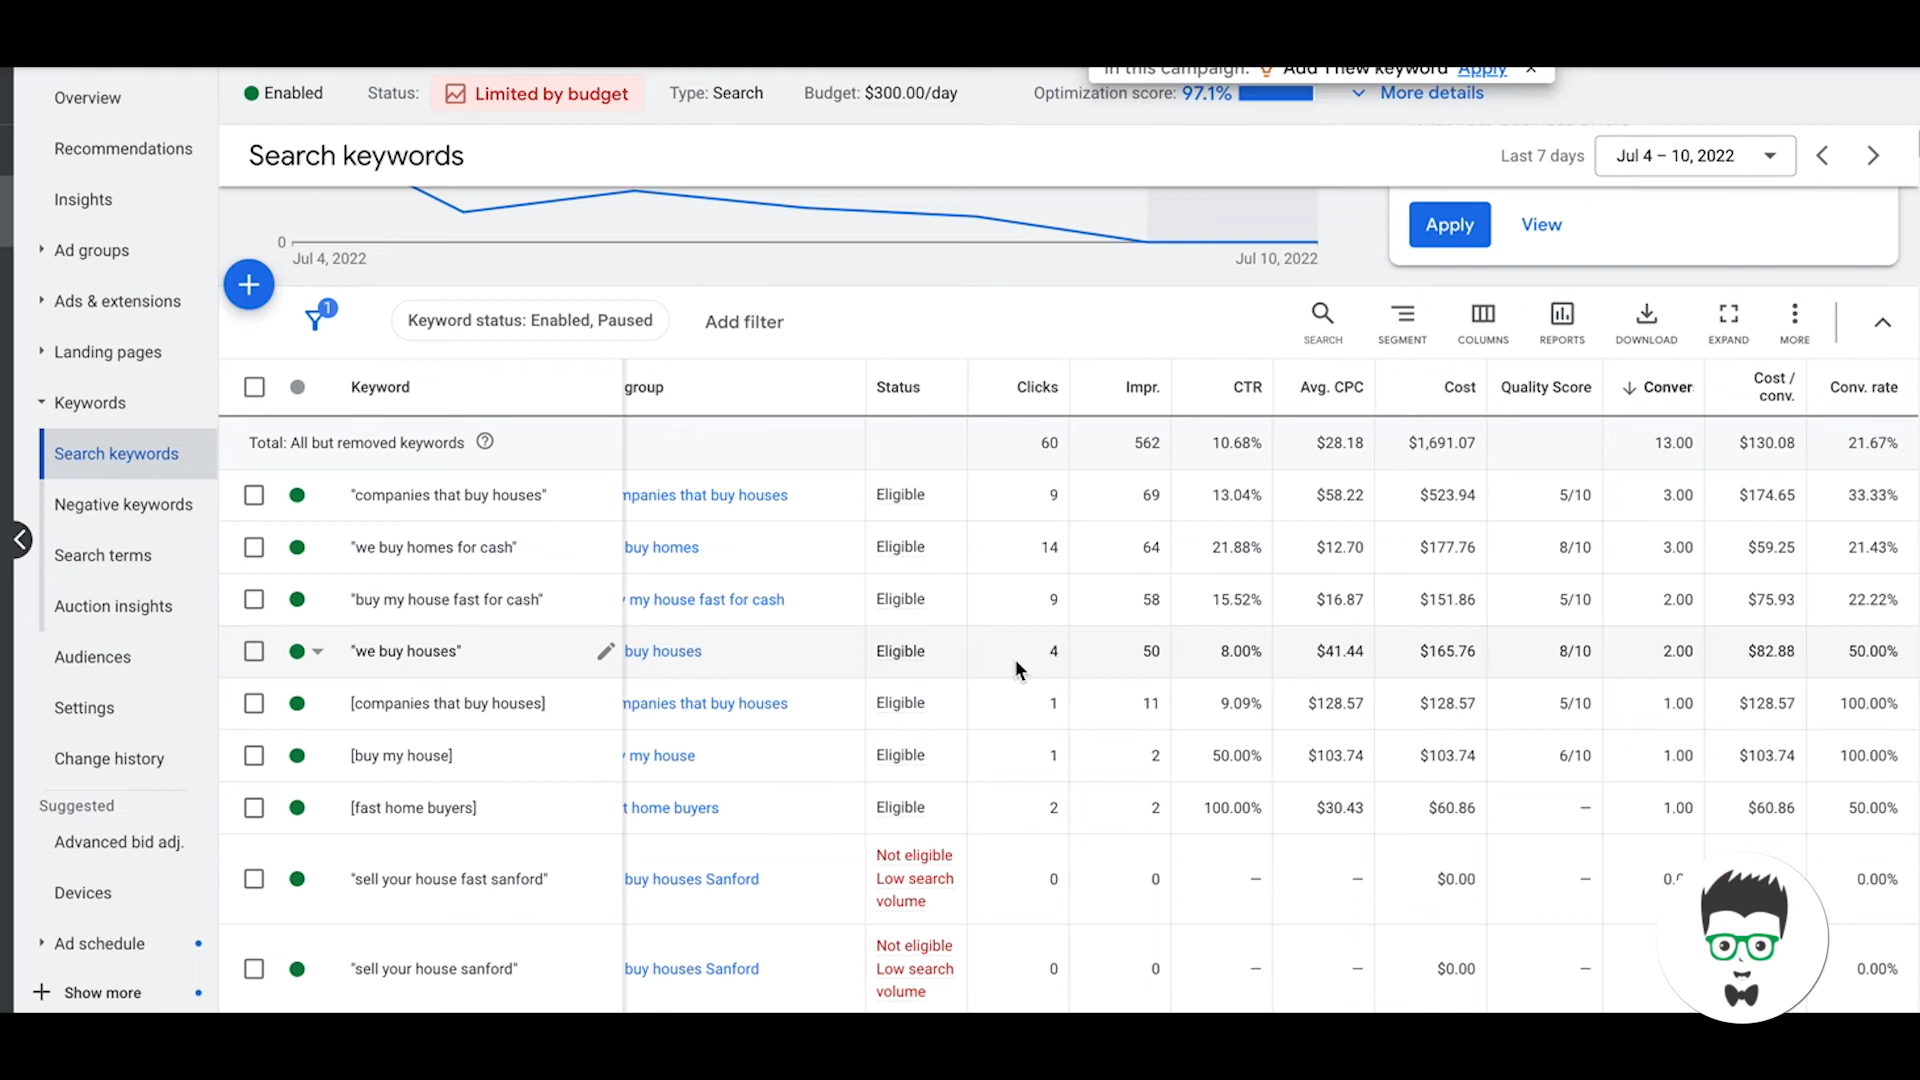 In this campaign: Add 1 new keyword Apply ×
Overview
Enabled Status: Limited by budget Type: Search Budget: $300.00/day Optimization score: 97.1% More details
Recommendations
Search keywords Last 7 days Jul 4 – 10, 2022
Insights
Apply View
0
Jul 4, 2022 Jul 10, 2022
Ad groups
Ads & extensions
1
Keyword status: Enabled, Paused Add filter
SEARCH SEGMENT COLUMNS REPORTS DOWNLOAD EXPAND MORE
Landing pages
Keywords
Keyword group Status Clicks Impr. CTR Avg. CPC Cost Quality Score Conver Cost / conv. Conv. rate
Search keywords
Total: All but removed keywords 60 562 10.68% $28.18 $1,691.07 13.00 $130.08 21.67%
Negative keywords
"companies that buy houses" npanies that buy houses Eligible 9 69 13.04% $58.22 $523.94 5/10 3.00 $174.65 33.33%
Search terms
"we buy homes for cash" buy homes Eligible 14 64 21.88% $12.70 $177.76 8/10 3.00 $59.25 21.43%
Auction insights
"buy my house fast for cash" my house fast for cash Eligible 9 58 15.52% $16.87 $151.86 5/10 2.00 $75.93 22.22%
Audiences
"we buy houses" buy houses Eligible 4 50 8.00% $41.44 $165.76 8/10 2.00 $82.88 50.00%
Settings
[companies that buy houses] npanies that buy houses Eligible 1 11 9.09% $128.57 $128.57 5/10 1.00 $128.57 100.00%
Change history
[buy my house] my house Eligible 1 2 50.00% $103.74 $103.74 6/10 1.00 $103.74 100.00%
Suggested
[fast home buyers] t home buyers Eligible 2 2 100.00% $30.43 $60.86 – 1.00 $60.86 50.00%
Advanced bid adj.
"sell your house fast sanford" buy houses Sanford Not eligible Low search volume 0 0 – – $0.00 – 0.0 0.00%
Devices
Ad schedule
"sell your house sanford" buy houses Sanford Not eligible Low search volume 0 0 – – $0.00 – 0.00%
Show more